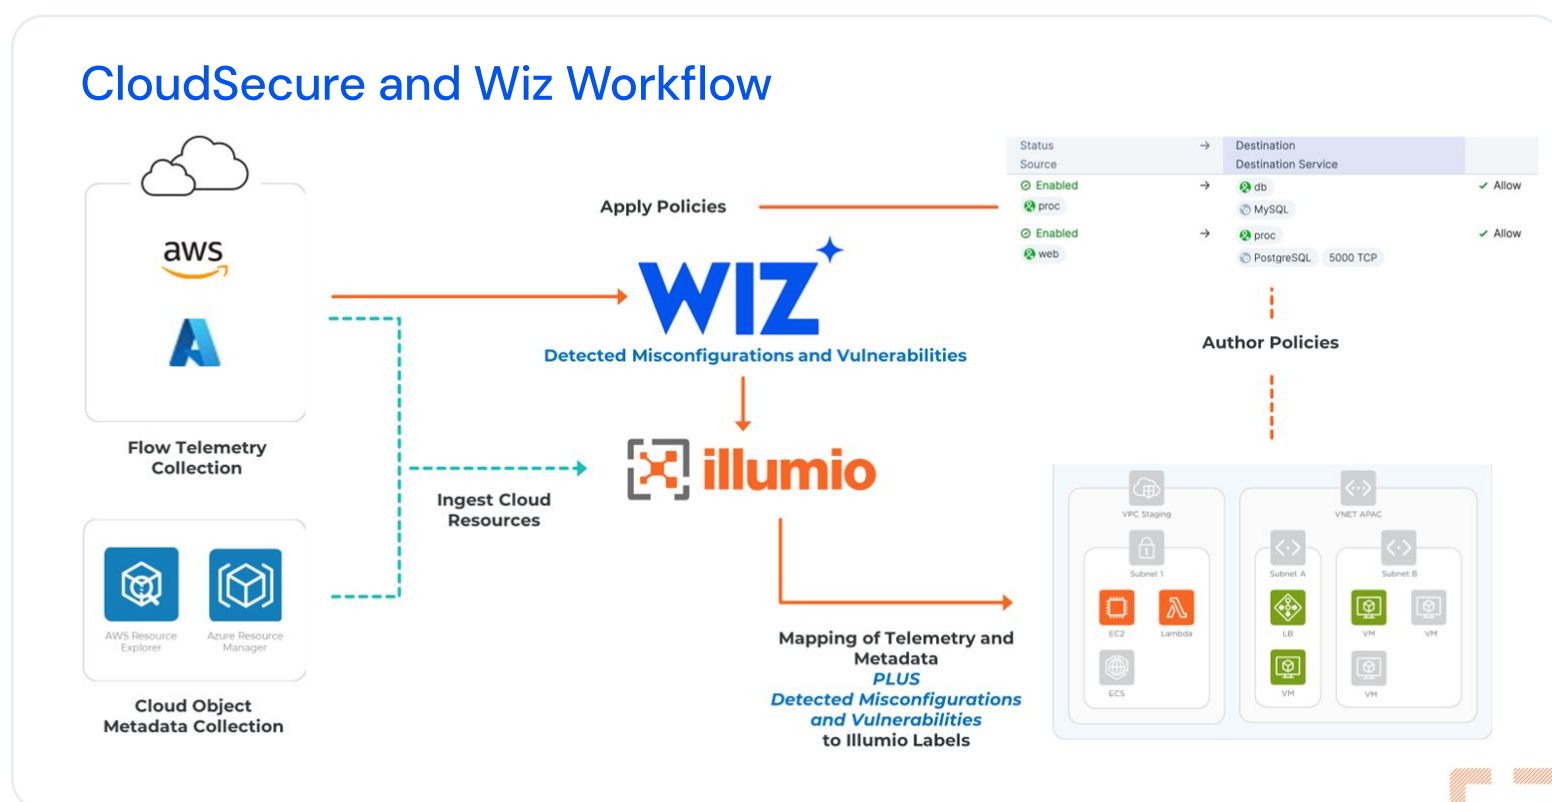 CloudSecure and Wiz Workflow
aws
Flow Telemetry
Collection
AWS Resource
Explorer
Azure Resource
Manager
Cloud Object
Metadata Collection
Ingest Cloud
Resources
Apply Policies
WIZ
Detected Misconfigurations and Vulnerabilities
illumio
Mapping of Telemetry and
Metadata
PLUS
Detected Misconfigurations
and Vulnerabilities
to Illumio Labels
Status → Destination
Source Destination Service
Enabled → db Allow
proc MySQL
Enabled → proc Allow
web PostgreSQL 5000 TCP
Author Policies
VPC Staging
Subnet 1
EC2 Lambda
ECS
VNET APAC
Subnet A
LB
VM
Subnet B
VM VM
VM